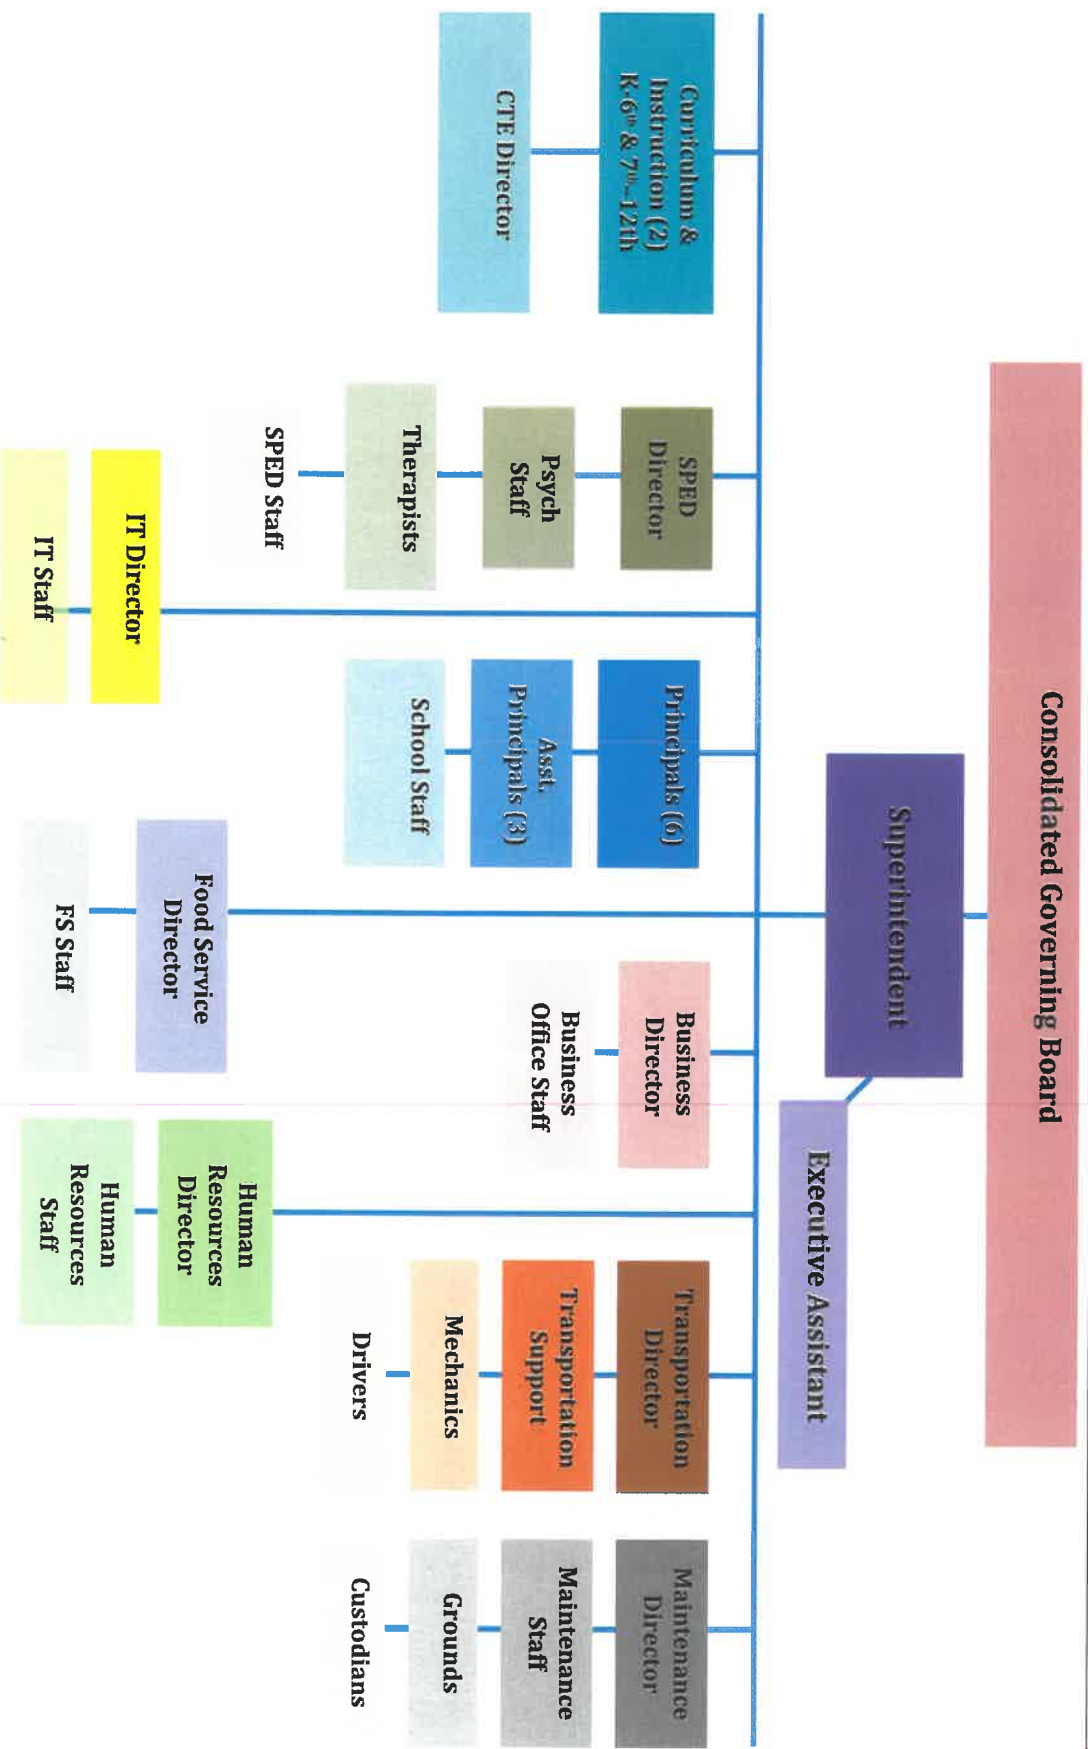 Consolidated Governing Board
Superintendent
Executive Assistant
Curriculum &
Instruction (2)
K-6th & 7th-12th
CTE Director
SPED
Director
Psych
Staff
Therapists
SPED Staff
IT Director
IT Staff
Principals (6)
Asst.
Principals (3)
School Staff
Food Service
Director
FS Staff
Business
Director
Business
Office Staff
Human
Resources
Director
Human
Resources
Staff
Transportation
Director
Transportation
Support
Mechanics
Drivers
Maintenance
Director
Maintenance
Staff
Grounds
Custodians